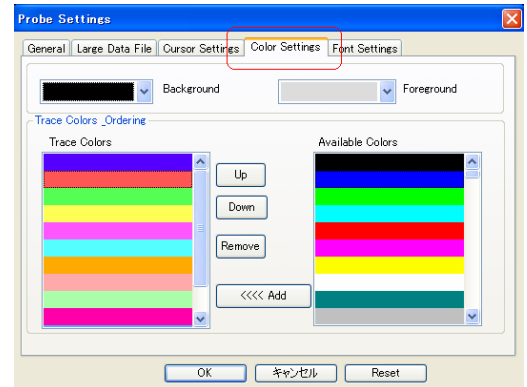 Probe Settings
General Large Data File Cursor Settings Color Settings Font Settings
Background Foreground
Trace Colors _Ordering
Trace Colors Available Colors
Up
Down
Remove
<<<< Add
OK キャンセル Reset